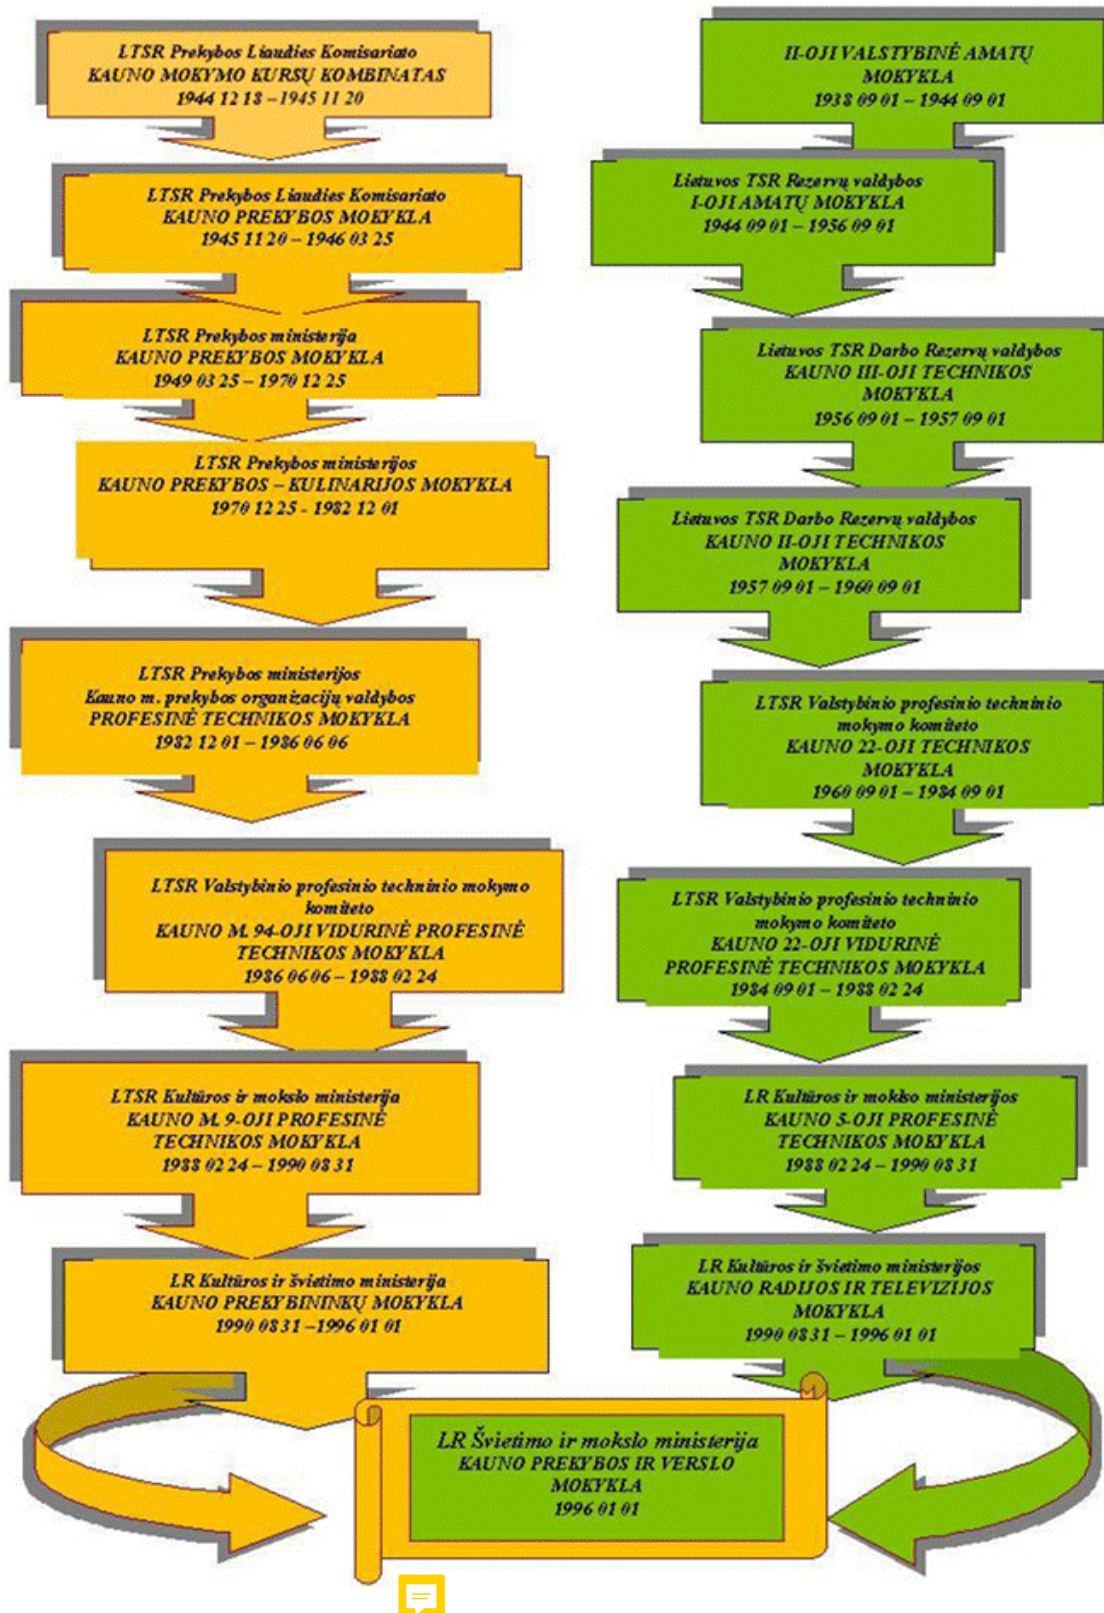 LTSR Prekybos Liaudies Komisariato
KAUNO MOKYMO KURSŲ KOMBINATAS
1944 12 18 – 1945 11 20
LTSR Prekybos Liaudies Komisariato
KAUNO PREKYBOS MOKYKLA
1945 11 20 – 1946 03 25
LTSR Prekybos ministerija
KAUNO PREKYBOS MOKYKLA
1949 03 25 – 1970 12 25
LTSR Prekybos ministerijos
KAUNO PREKYBOS – KULINARIJOS MOKYKLA
1970 12 25 - 1982 12 01
LTSR Prekybos ministerijos
Kauno m. prekybos organizacijų valdybos
PROFESINĖ TECHNIKOS MOKYKLA
1982 12 01 – 1986 06 06
LTSR Valstybinio profesinio techninio mokymo
komiteto
KAUNO M. 94-OJI VIDURINĖ PROFESINĖ
TECHNIKOS MOKYKLA
1986 06 06 – 1988 02 24
LTSR Kultūros ir mokslo ministerija
KAUNO M. 9-OJI PROFESINĖ
TECHNIKOS MOKYKLA
1988 02 24 – 1990 08 31
LR Kultūros ir švietimo ministerija
KAUNO PREKYBININKŲ MOKYKLA
1990 08 31 –1996 01 01
II-OJI VALSTYBINĖ AMATŲ
MOKYKLA
1938 09 01 – 1944 09 01
Lietuvos TSR Rezervų valdybos
I-OJI AMATŲ MOKYKLA
1944 09 01 – 1956 09 01
Lietuvos TSR Darbo Rezervų valdybos
KAUNO III-OJI TECHNIKOS
MOKYKLA
1956 09 01 – 1957 09 01
Lietuvos TSR Darbo Rezervų valdybos
KAUNO II-OJI TECHNIKOS
MOKYKLA
1957 09 01 – 1960 09 01
LTSR Valstybinio profesinio techninio
mokymo komiteto
KAUNO 22-OJI TECHNIKOS
MOKYKLA
1960 09 01 – 1984 09 01
LTSR Valstybinio profesinio techninio
mokymo komiteto
KAUNO 22-OJI VIDURINĖ
PROFESINĖ TECHNIKOS MOKYKLA
1984 09 01 – 1988 02 24
LR Kultūros ir mokslo ministerijos
KAUNO 5-OJI PROFESINĖ
TECHNIKOS MOKYKLA
1988 02 24 – 1990 08 31
LR Kultūros ir švietimo ministerijos
KAUNO RADIJOS IR TELEVIZIJOS
MOKYKLA
1990 08 31 – 1996 01 01
LR Švietimo ir mokslo ministerija
KAUNO PREKYBOS IR VERSLO
MOKYKLA
1996 01 01